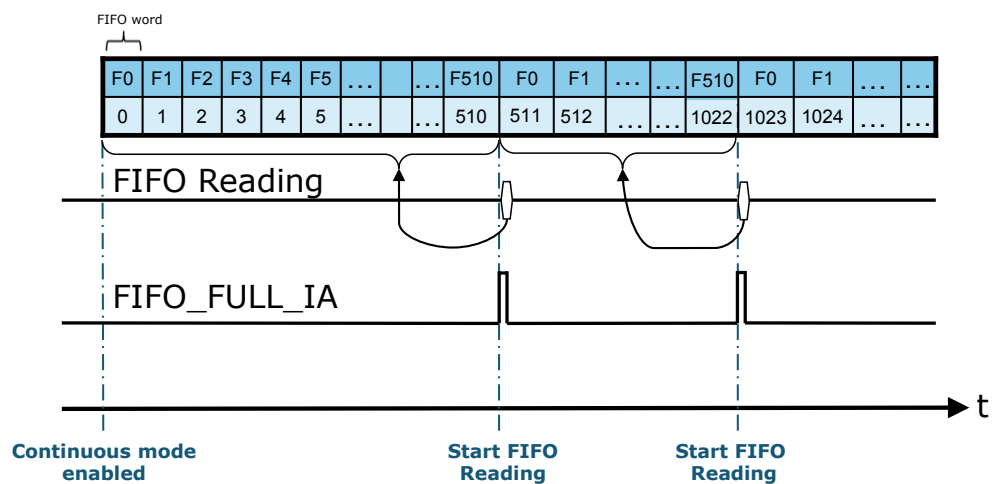 FIFO word
F0 F1 F2 F3 F4 F5 ... ... F510 F0 F1 ... ... F510 F0 F1 ... ...
0 1 2 3 4 5 ... ... 510 511 512 ... ... 1022 1023 1024 ... ...
FIFO Reading
FIFO_FULL_IA
t
Continuous mode
enabled
Start FIFO
Reading
Start FIFO
Reading